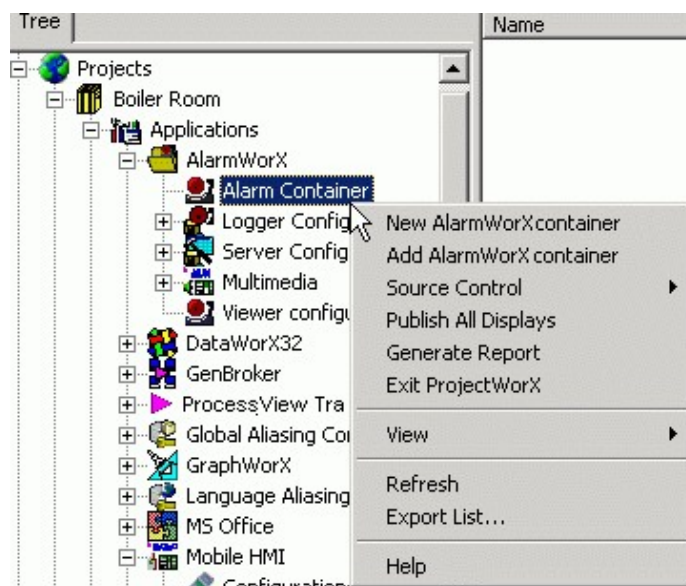 Tree
Name
Projects
Boiler Room
Applications
AlarmWorX
Alarm Container
Logger Config
Server Config
Multimedia
Viewer configu
DataWorX32
GenBroker
ProcessView Tra
Global Aliasing Co
GraphWorX
Language Aliasing
MS Office
Mobile HMI
Configuration
New AlarmWorXcontainer
Add AlarmWorX container
Source Control
Publish All Displays
Generate Report
Exit ProjectWorX
View
Refresh
Export List...
Help